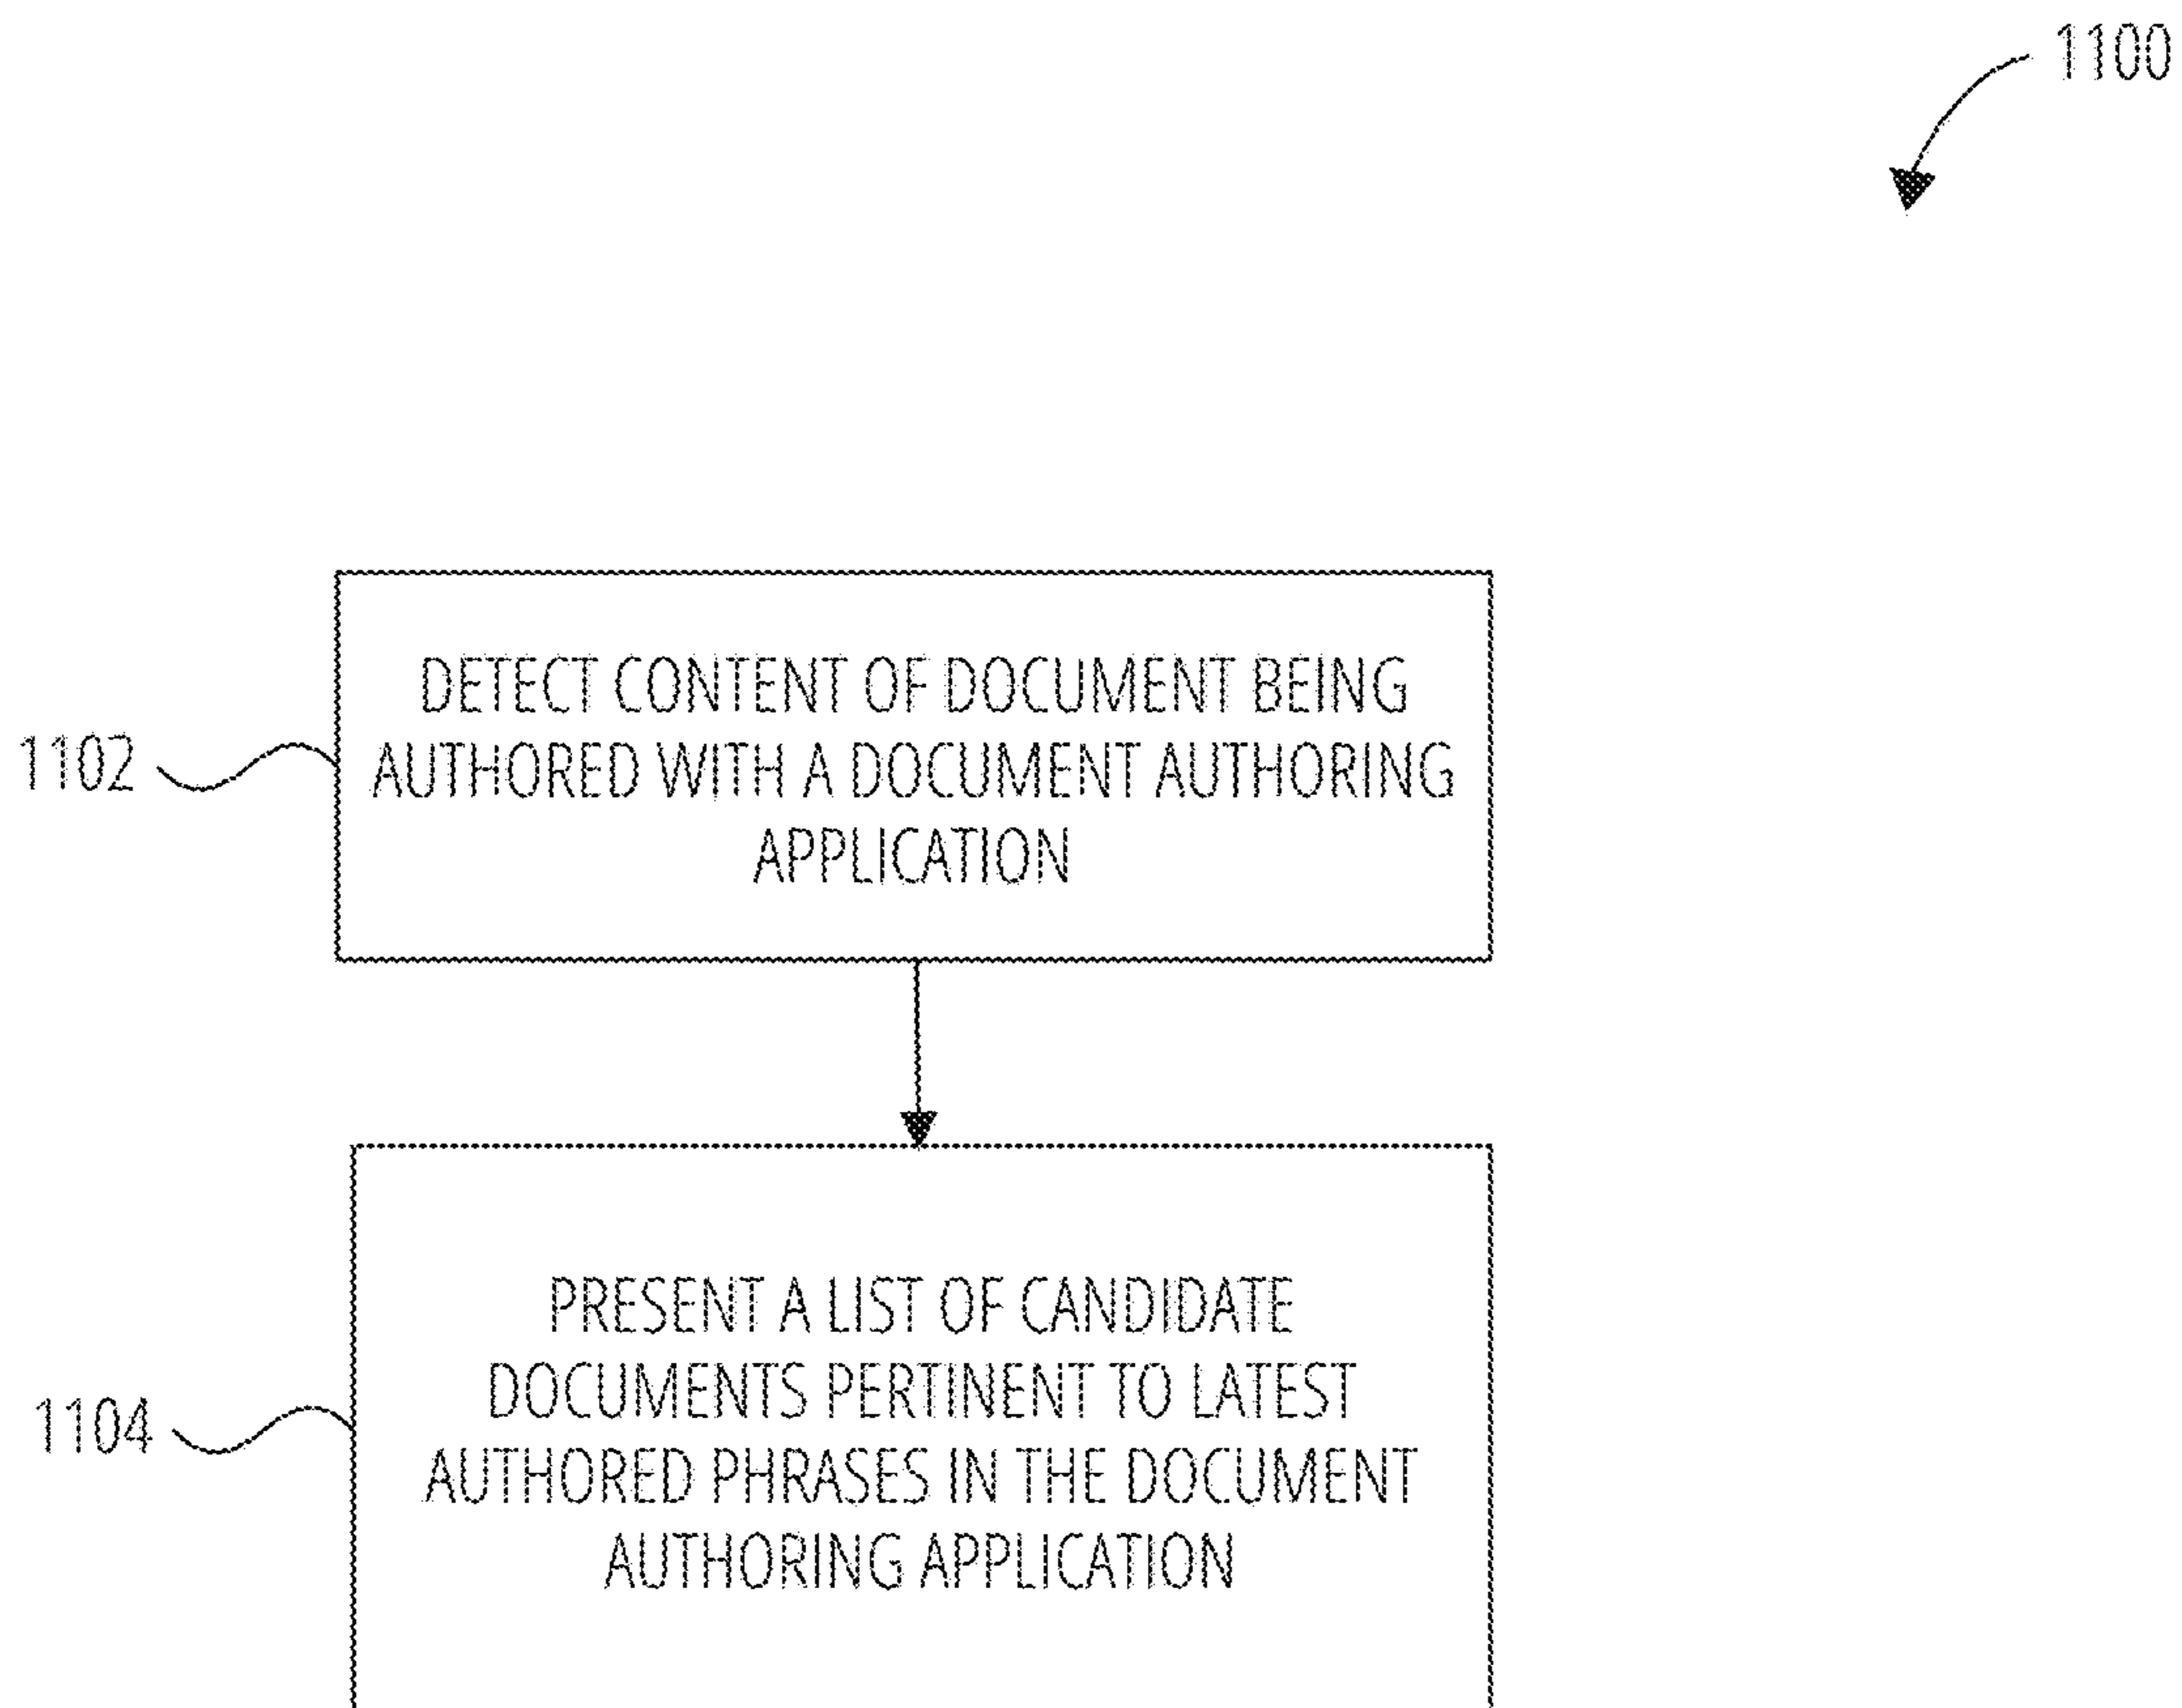 1100
DETECT CONTENT OF DOCUMENT BEING
1102 AUTHORED WITH A DOCUMENT AUTHORING
APPLICATION
PRESENT A LIST OF CANDIDATE
DOCUMENTS PERTINENT TO LATEST
1104 AUTHORED PHRASES IN THE DOCUMENT
AUTHORING APPLICATION